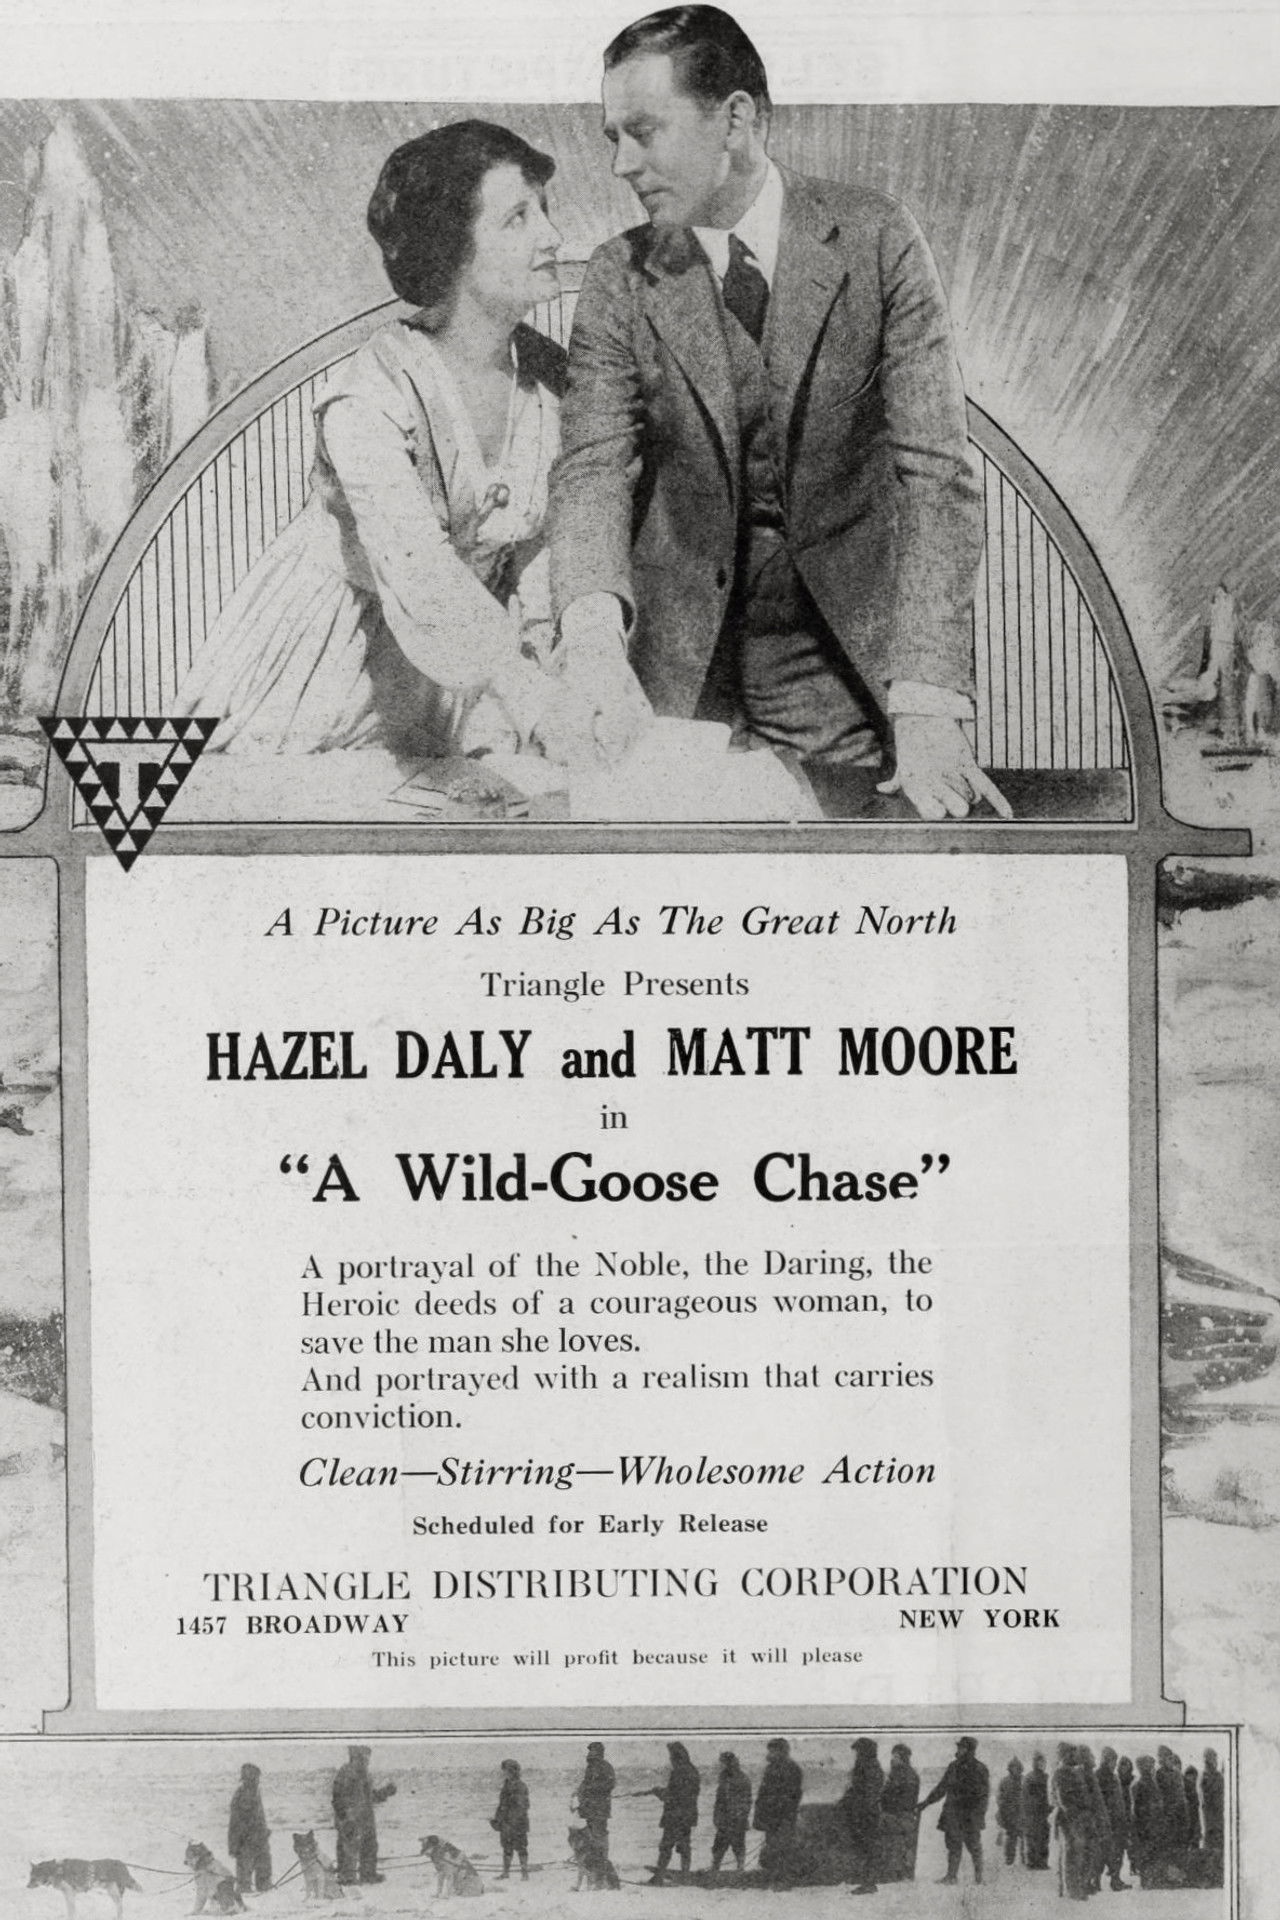 T
A Picture As Big As The Great North
Triangle Presents
HAZEL DALY and MATT MOORE
in
“A Wild-Goose Chase”
A portrayal of the Noble, the Daring, the
Heroic deeds of a courageous woman, to
save the man she loves.
And portrayed with a realism that carries
conviction.
Clean—Stirring—Wholesome Action
Scheduled for Early Release
TRIANGLE DISTRIBUTING CORPORATION
1457 BROADWAY NEW YORK
This picture will profit because it will please